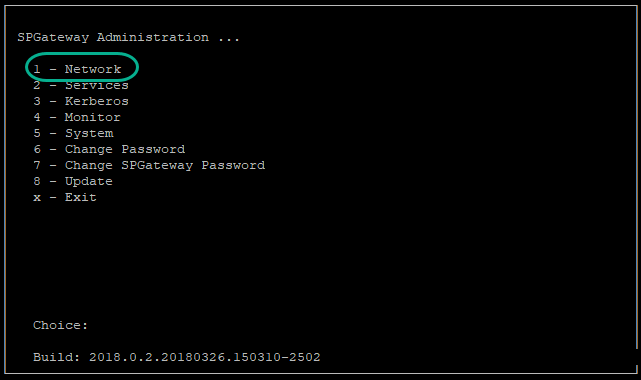 SPGateway Administration ...
1 - Network
2 - Services
3 - Kerberos
4 - Monitor
5 - System
6 - Change Password
7 - Change SPGateway Password
8 - Update
x - Exit
Choice:
Build: 2018.0.2.20180326.150310-2502